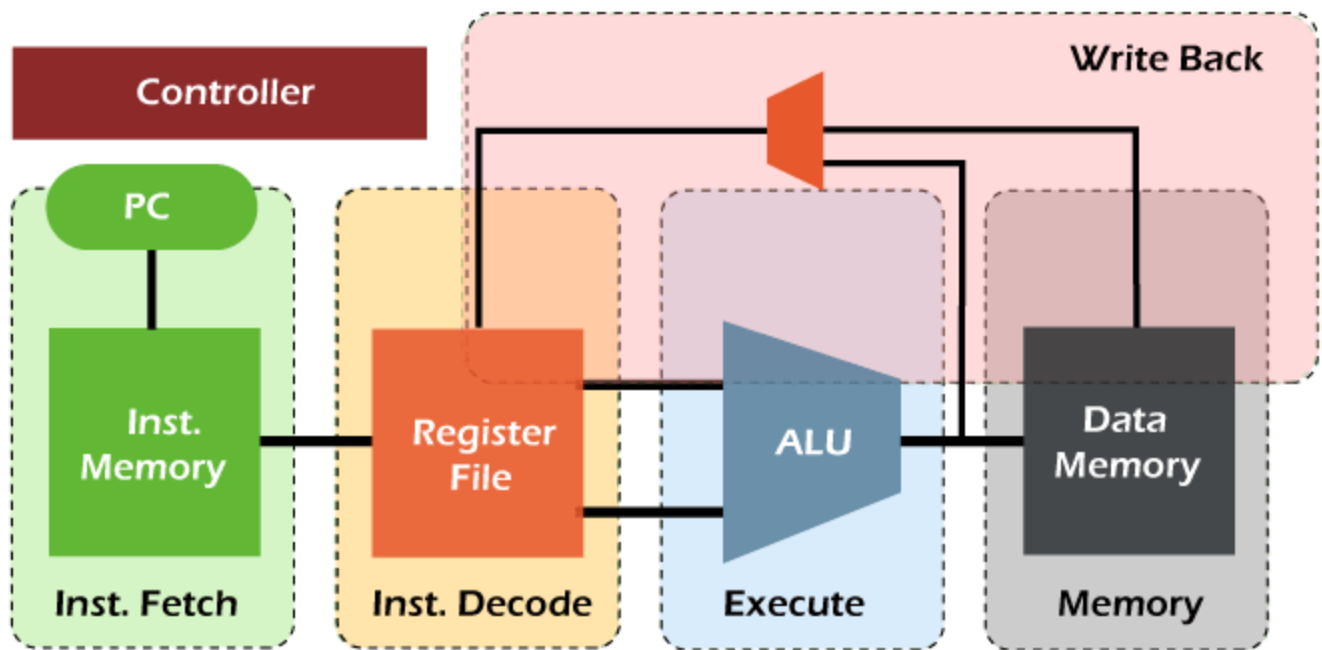 Write Back
Controller
PC
Inst.
Memory
Register
File
ALU
Data
Memory
Inst. Fetch
Inst. Decode
Execute
Memory